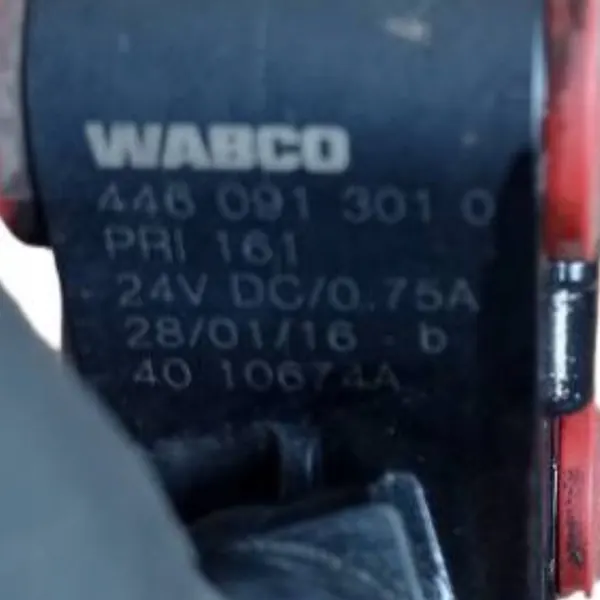 WABCO
446 091 301 0
PRI 161
24V DC/0.75A
28/01/16 - b
40 10674A